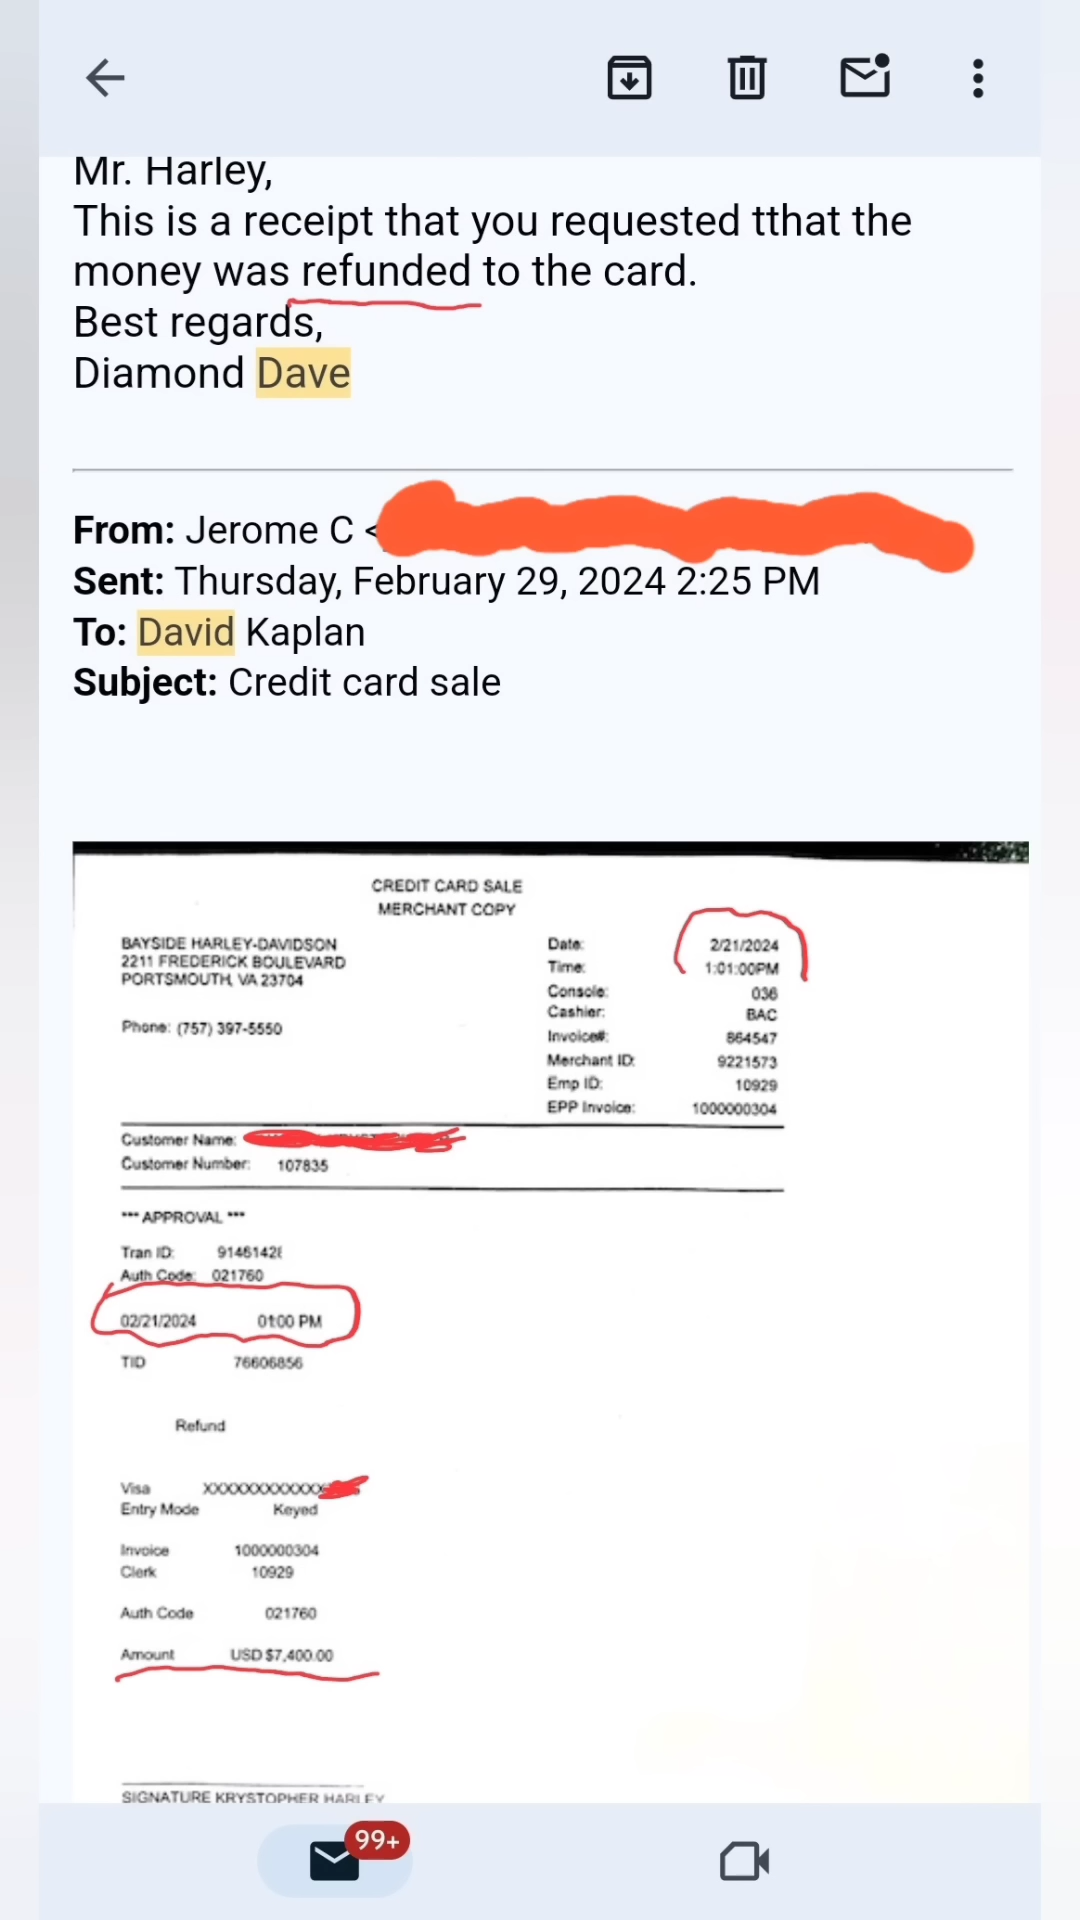 Mr. Harley,
This is a receipt that you requested tthat the
money was refunded to the card.
Best regards,
Diamond Dave
From: Jerome C <
Sent: Thursday, February 29, 2024 2:25 PM
To: David Kaplan
Subject: Credit card sale
CREDIT CARD SALE
MERCHANT COPY
BAYSIDE HARLEY-DAVIDSON
2211 FREDERICK BOULEVARD
PORTSMOUTH, VA 23704
Phone: (757) 397-5550
Date: 2/21/2024
Time: 1:01:00PM
Console: 036
Cashier: BAC
Invoice#: 864547
Merchant ID: 9221573
Emp ID: 10929
EPP Invoice: 1000000304
Customer Name:
Customer Number: 107835
*** APPROVAL ***
Tran ID:
Auth Code: 021760
02/21/2024 01:00 PM
TID 76606856
Refund
Visa XXXXXXXXXXXX
Entry Mode Keyed
Invoice 1000000304
Clerk 10929
Auth Code 021760
Amount USD $7,400.00
SIGNATURE KRYSTOPHER HARLEY
99+